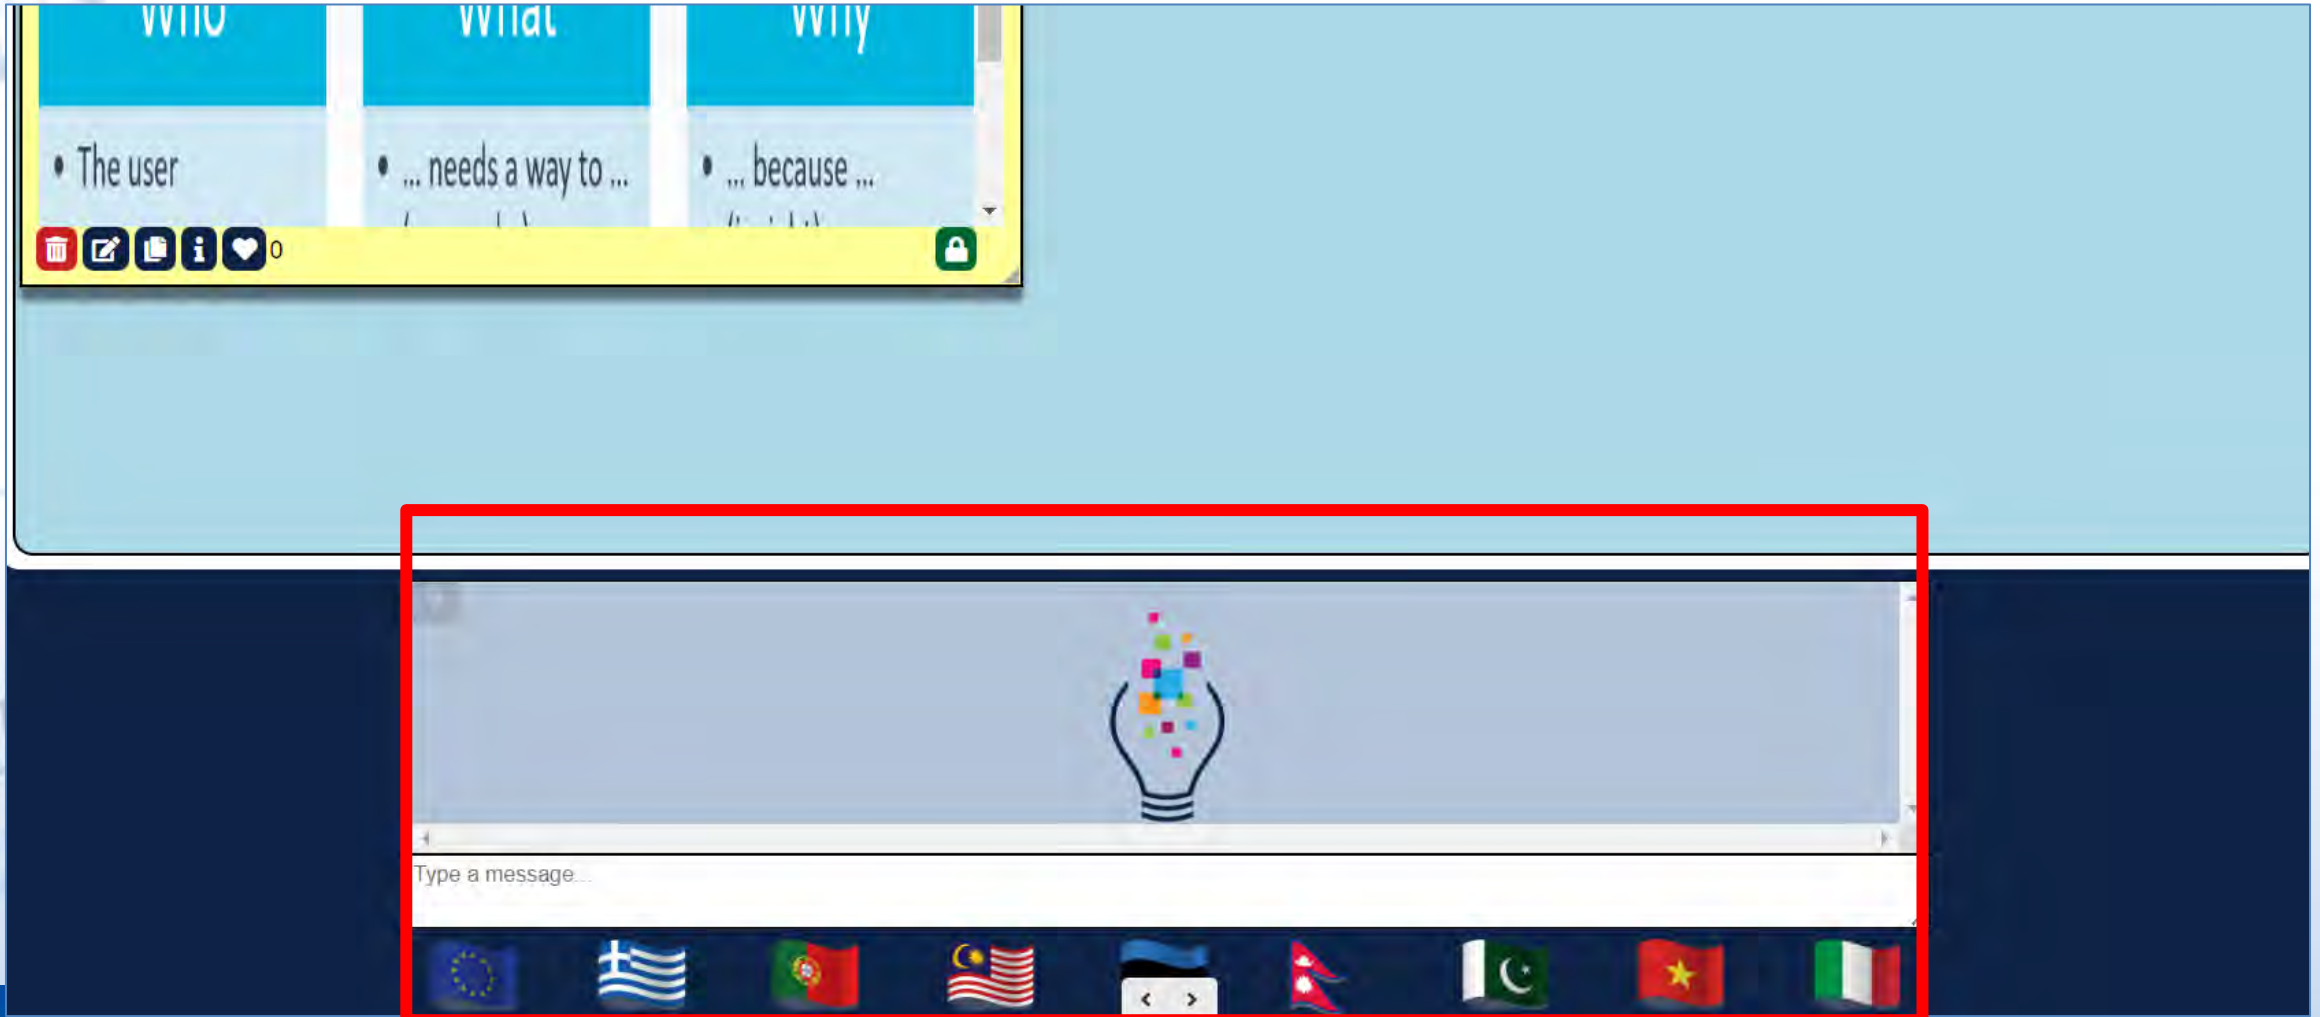 Who What Why
• The user • ... needs a way to ... • ... because ...
0
Type a message...